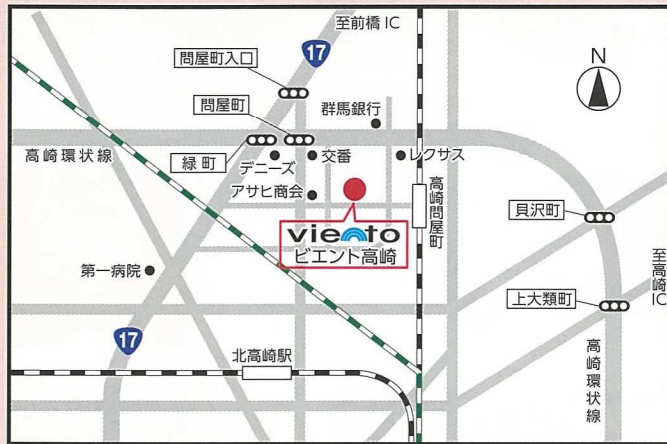 至前橋IC
17
問屋町入口
N
群馬銀行
問屋町
高崎環状線
緑町
デニーズ
交番
レクサス
アサヒ商会
高崎問屋町
viento
ビエント高崎
貝沢町
第一病院
至高崎IC
上大類町
17
北高崎駅
高崎環状線